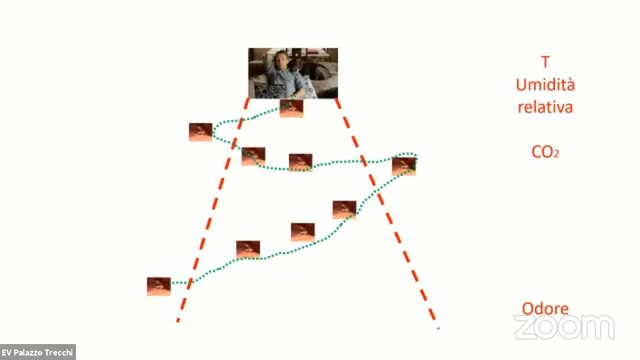 T
Umidità
relativa
CO2
Odore
zoom
EV Palazzo Trecchi